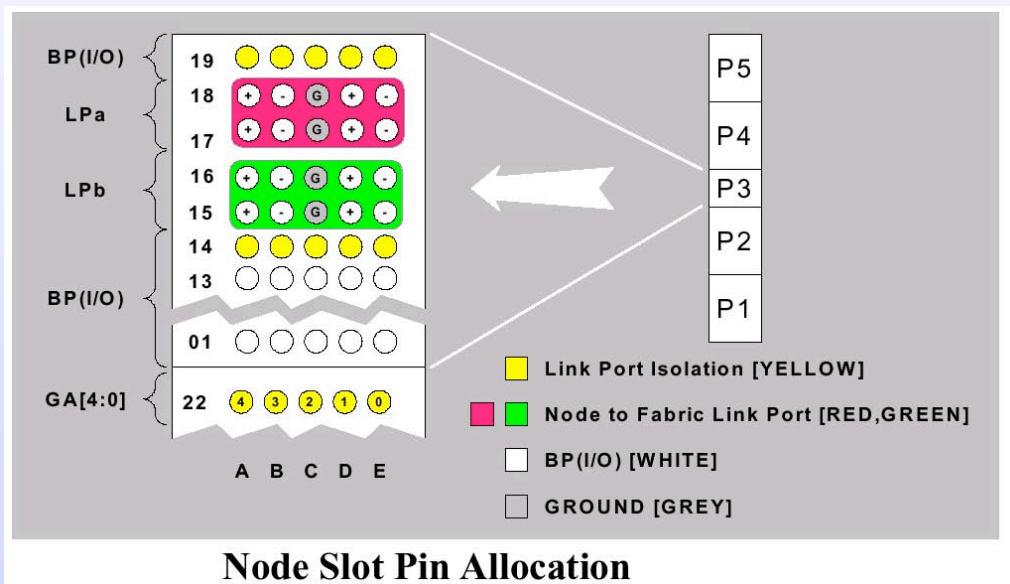 BP(I/O) 19
18 + - G + -
LPa
17 + - G + -
16 + - G + -
LPb
15 + - G + -
14
13
BP(I/O)
01
GA[4:0] 22 4 3 2 1 0
A B C D E
P5
P4
P3
P2
P1
Link Port Isolation [YELLOW]
Node to Fabric Link Port [RED,GREEN]
BP(I/O) [WHITE]
GROUND [GREY]
Node Slot Pin Allocation